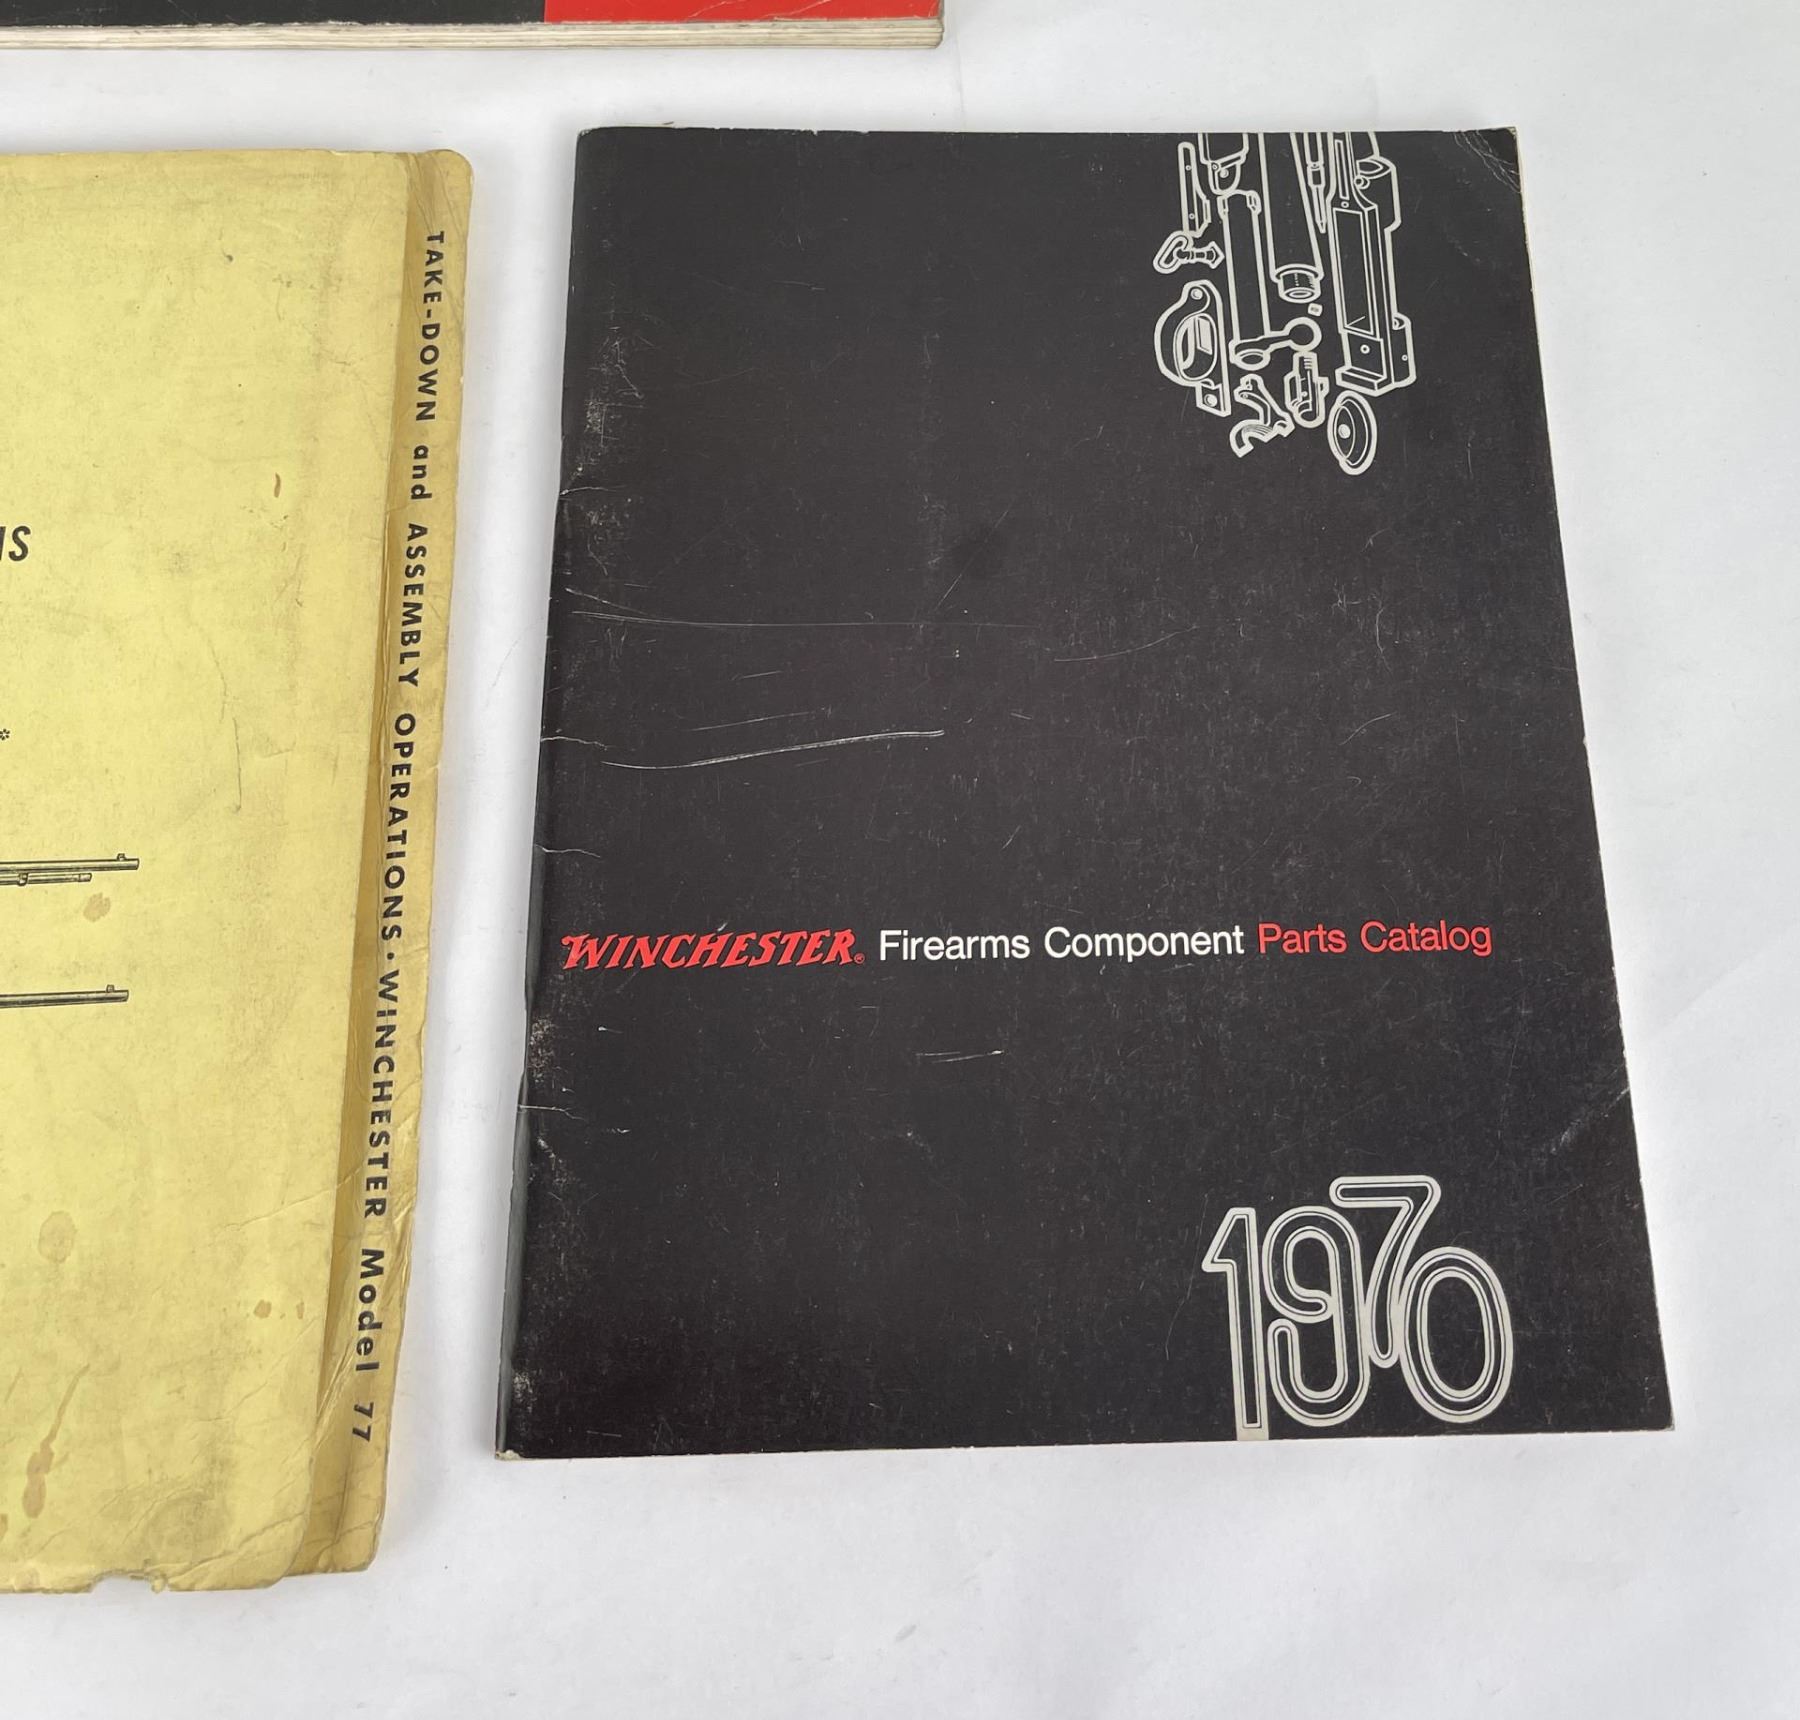 TAKE-DOWN and ASSEMBLY OPERATIONS · WINCHESTER Model 77
*
WINCHESTER® Firearms Component Parts Catalog
1970